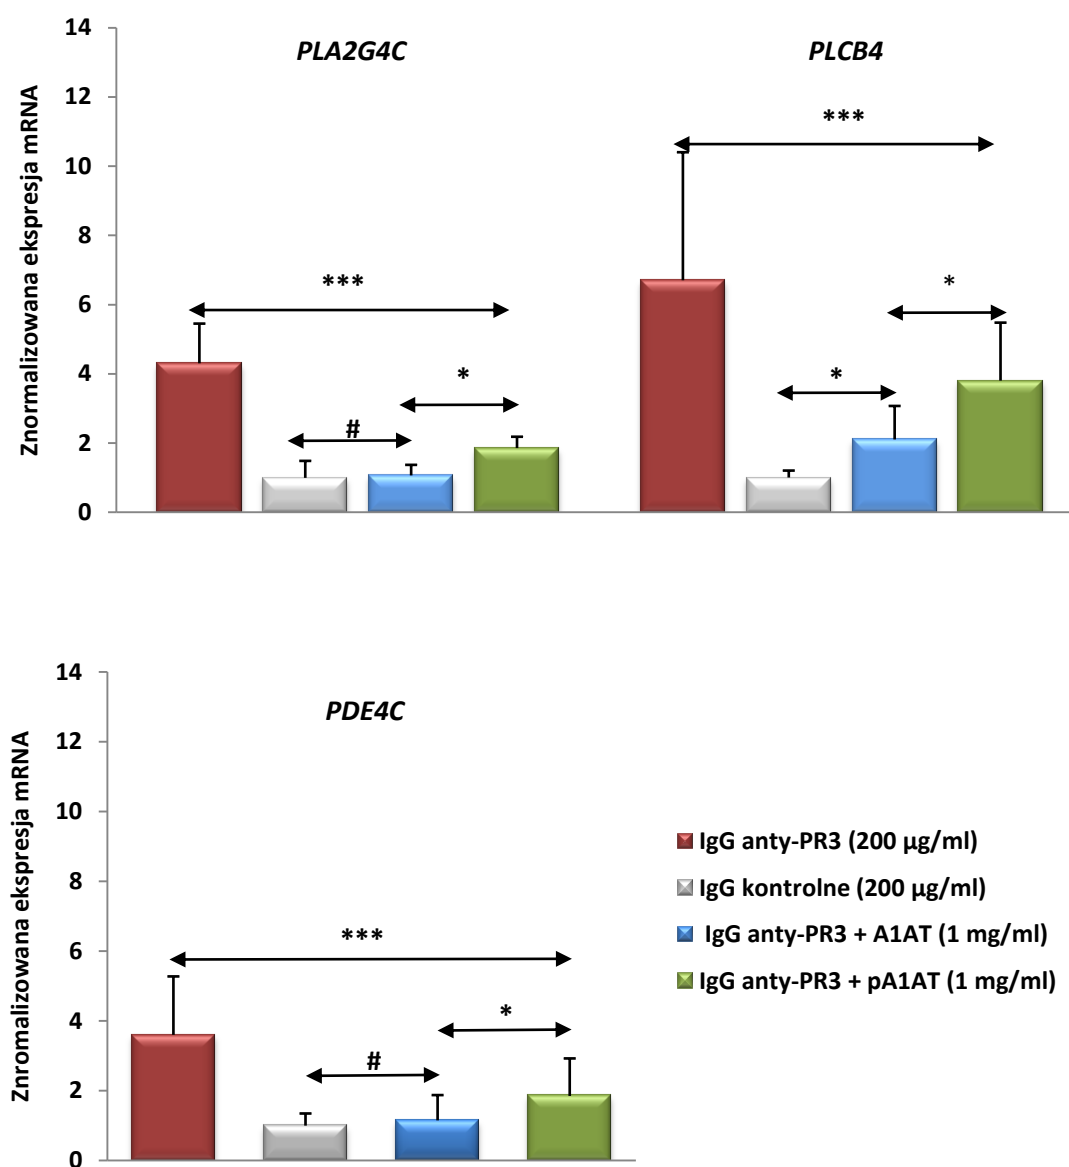 14
12
10
8
6
4
2
0
Znormalizowana ekspresja mRNA
PLA2G4C
PLCB4
***
***
*
*
*
#
14
12
10
8
6
4
2
0
Znromalizowana ekspresja mRNA
PDE4C
***
*
#
IgG anty-PR3 (200 µg/ml)
IgG kontrolne (200 µg/ml)
IgG anty-PR3 + A1AT (1 mg/ml)
IgG anty-PR3 + pA1AT (1 mg/ml)